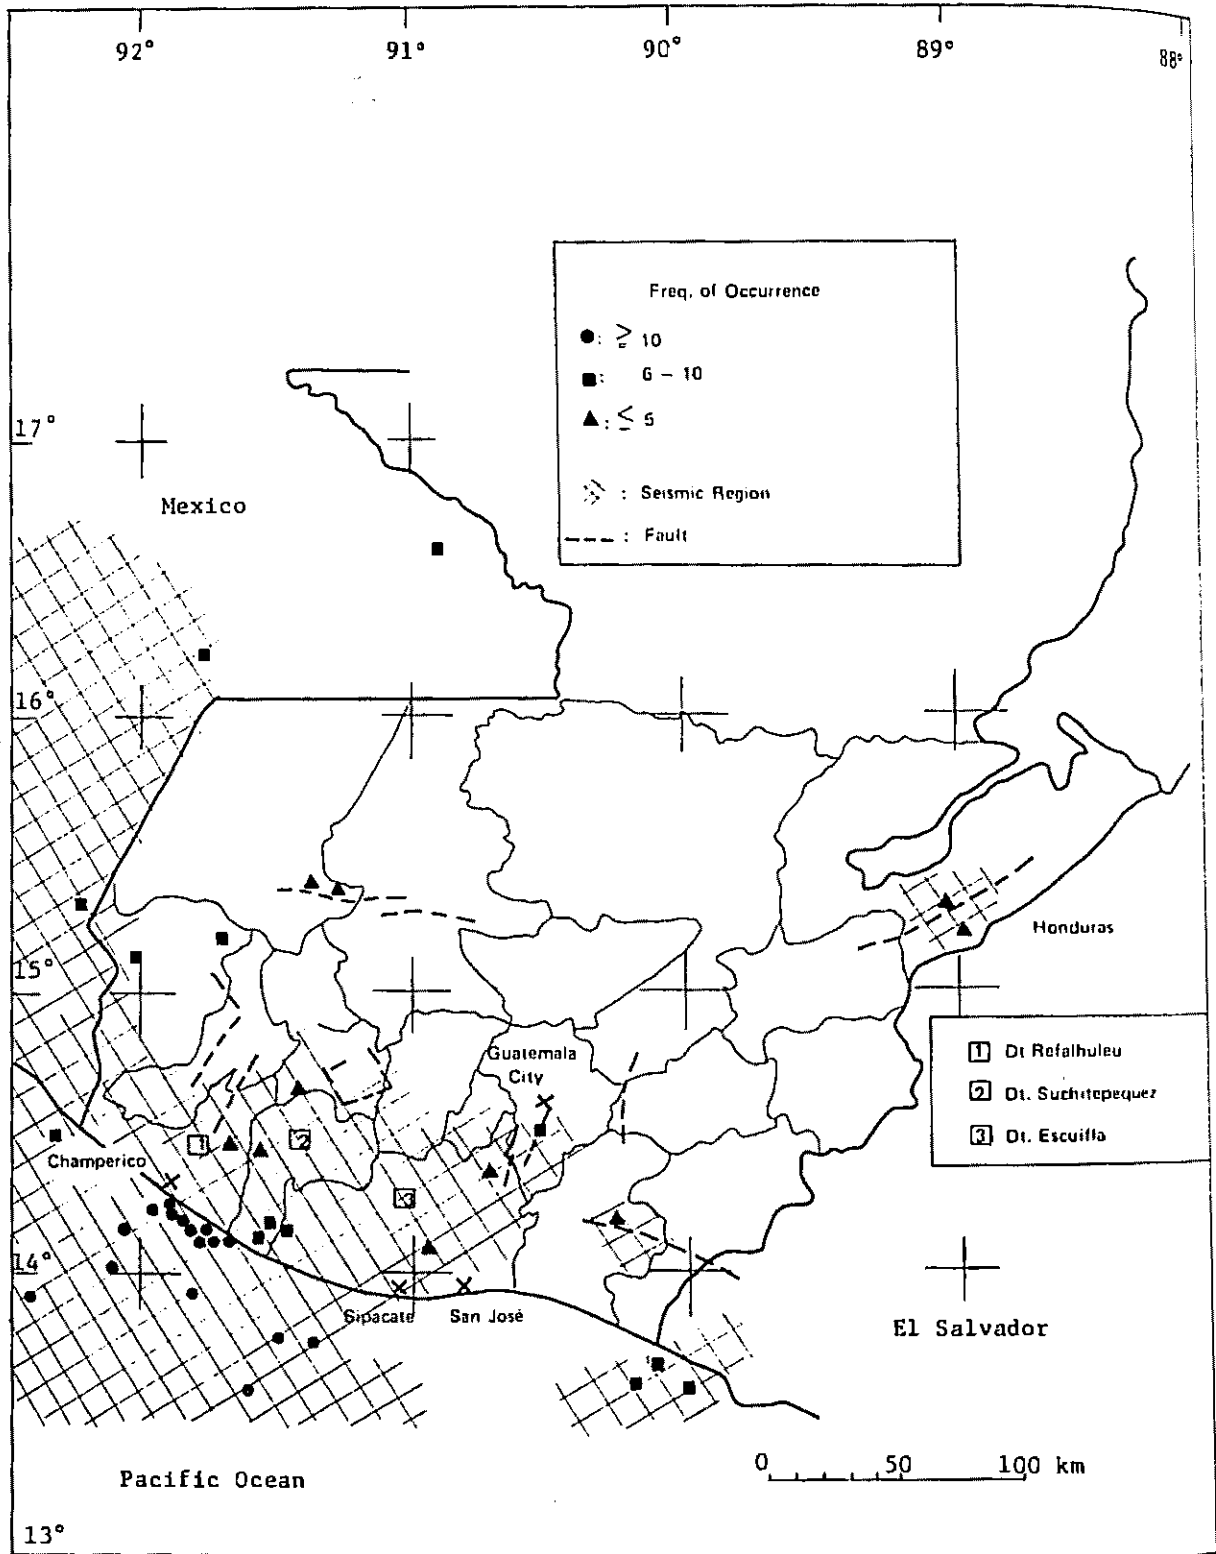 92° 91° 90° 89° 88°
Freq. of Occurrence
●: ≥ 10
■: 6 – 10
▲: ≤ 5
: Seismic Region
--- : Fault
17°
Mexico
16°
Honduras
15°
Guatemala
City
1 Dt Refalhuleu
2 Dt. Suchitepequez
3 Dt. Escuifla
1
2
Champerico
3
14°
Sipacate
San José
El Salvador
0 50 100 km
Pacific Ocean
13°